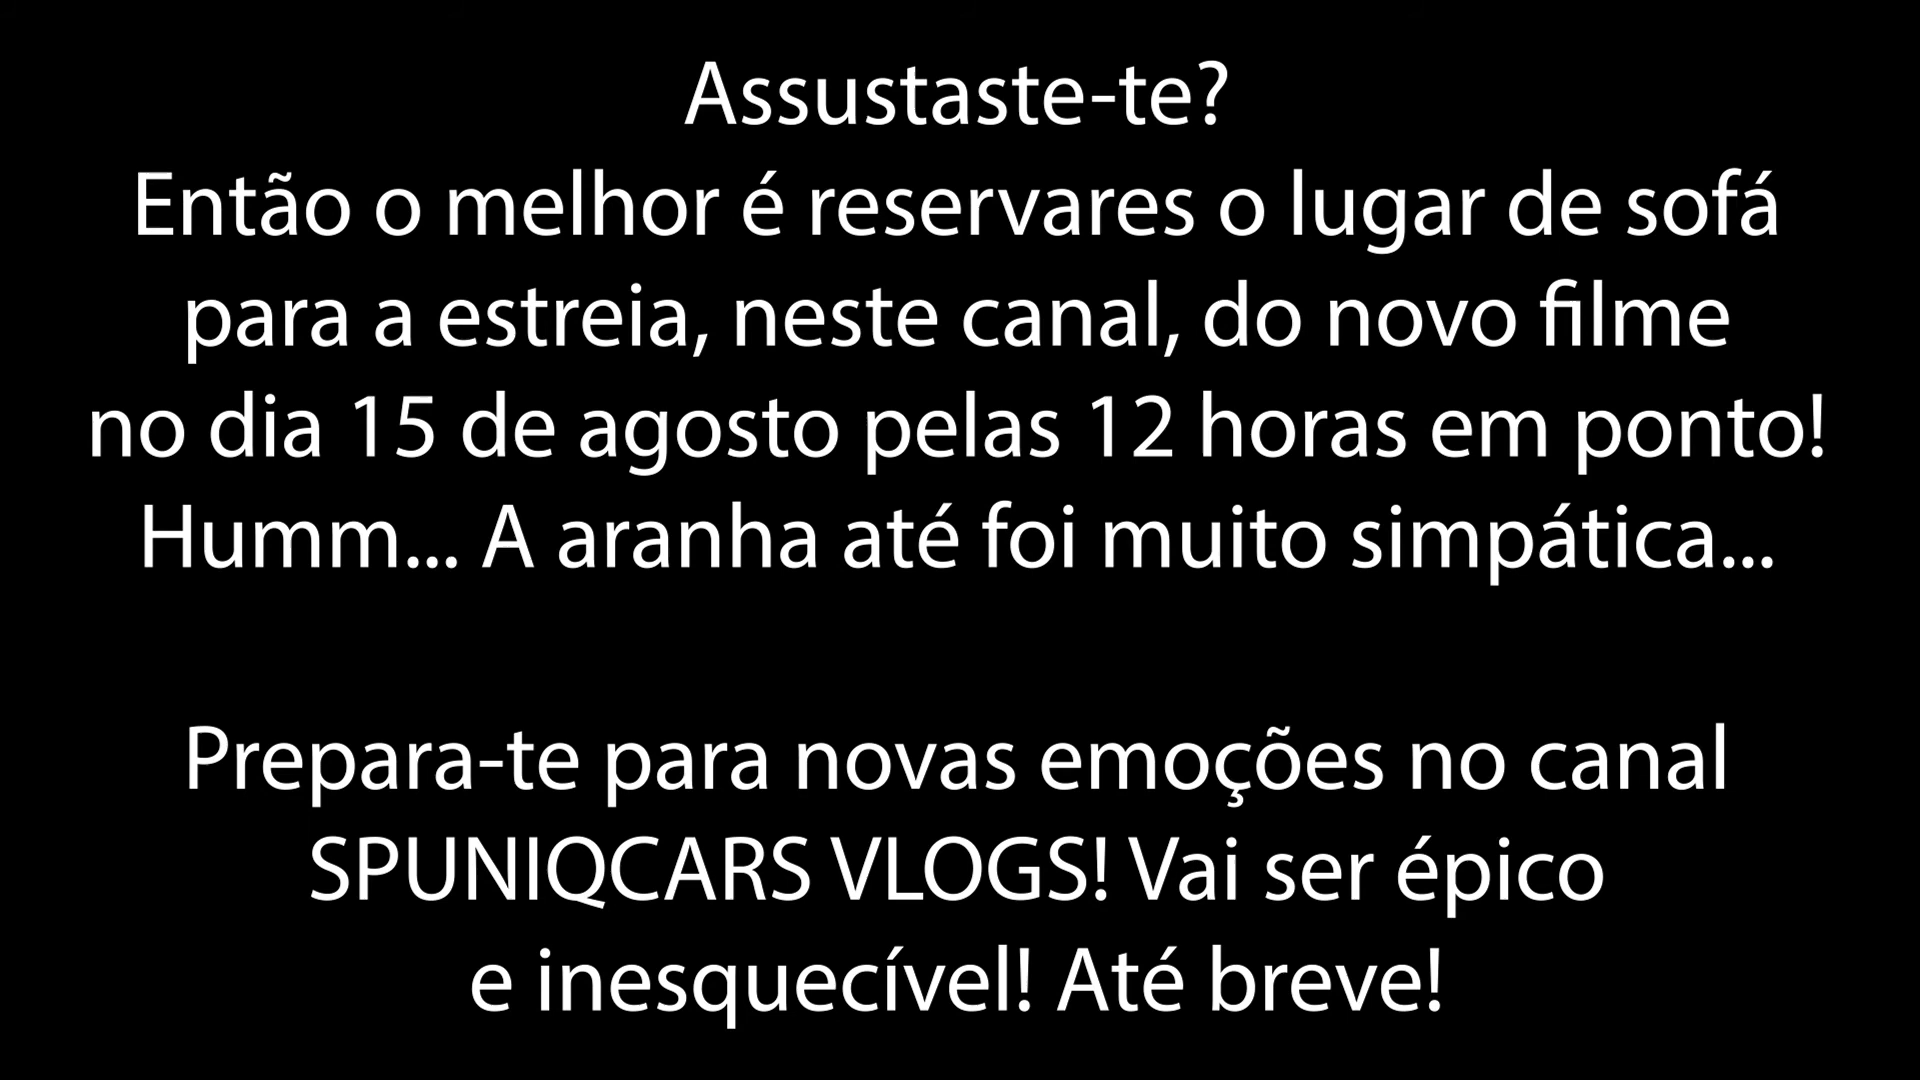 Assustaste-te?
Então o melhor é reservares o lugar de sofá
para a estreia, neste canal, do novo filme
no dia 15 de agosto pelas 12 horas em ponto!
Humm... A aranha até foi muito simpática...
Prepara-te para novas emoções no canal
SPUNIQCARS VLOGS! Vai ser épico
e inesquecível! Até breve!